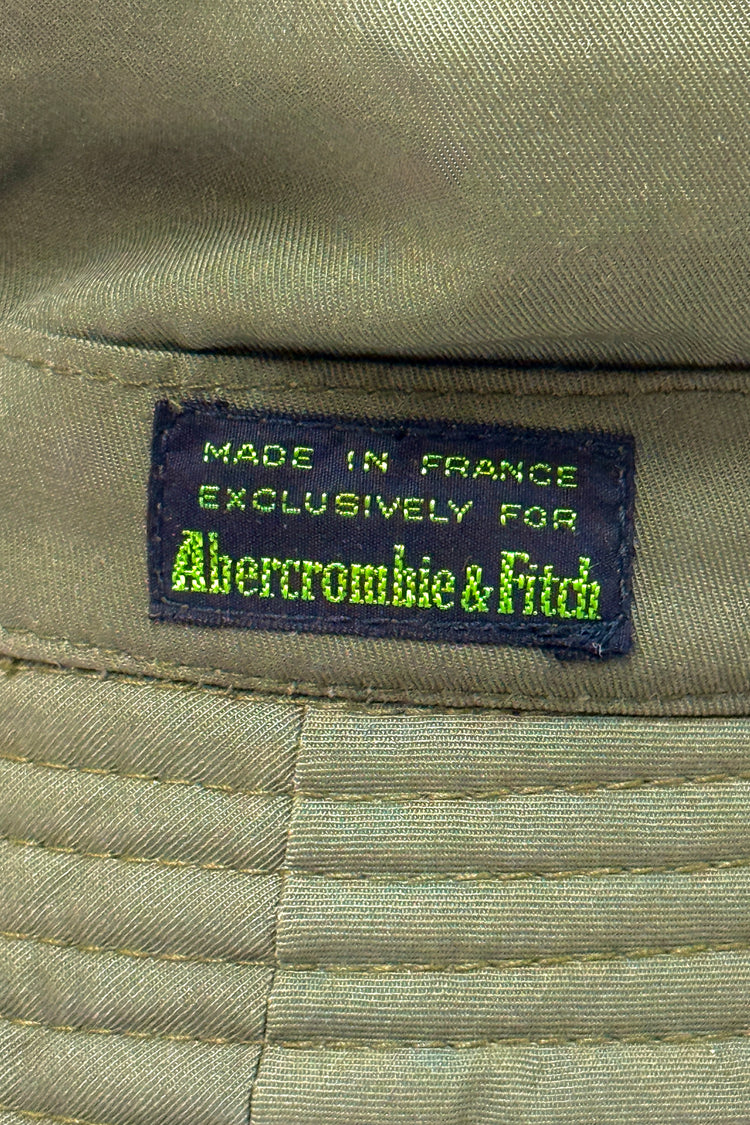 MADE IN FRANCE
EXCLUSIVELY FOR
Abercrombie & Fitch